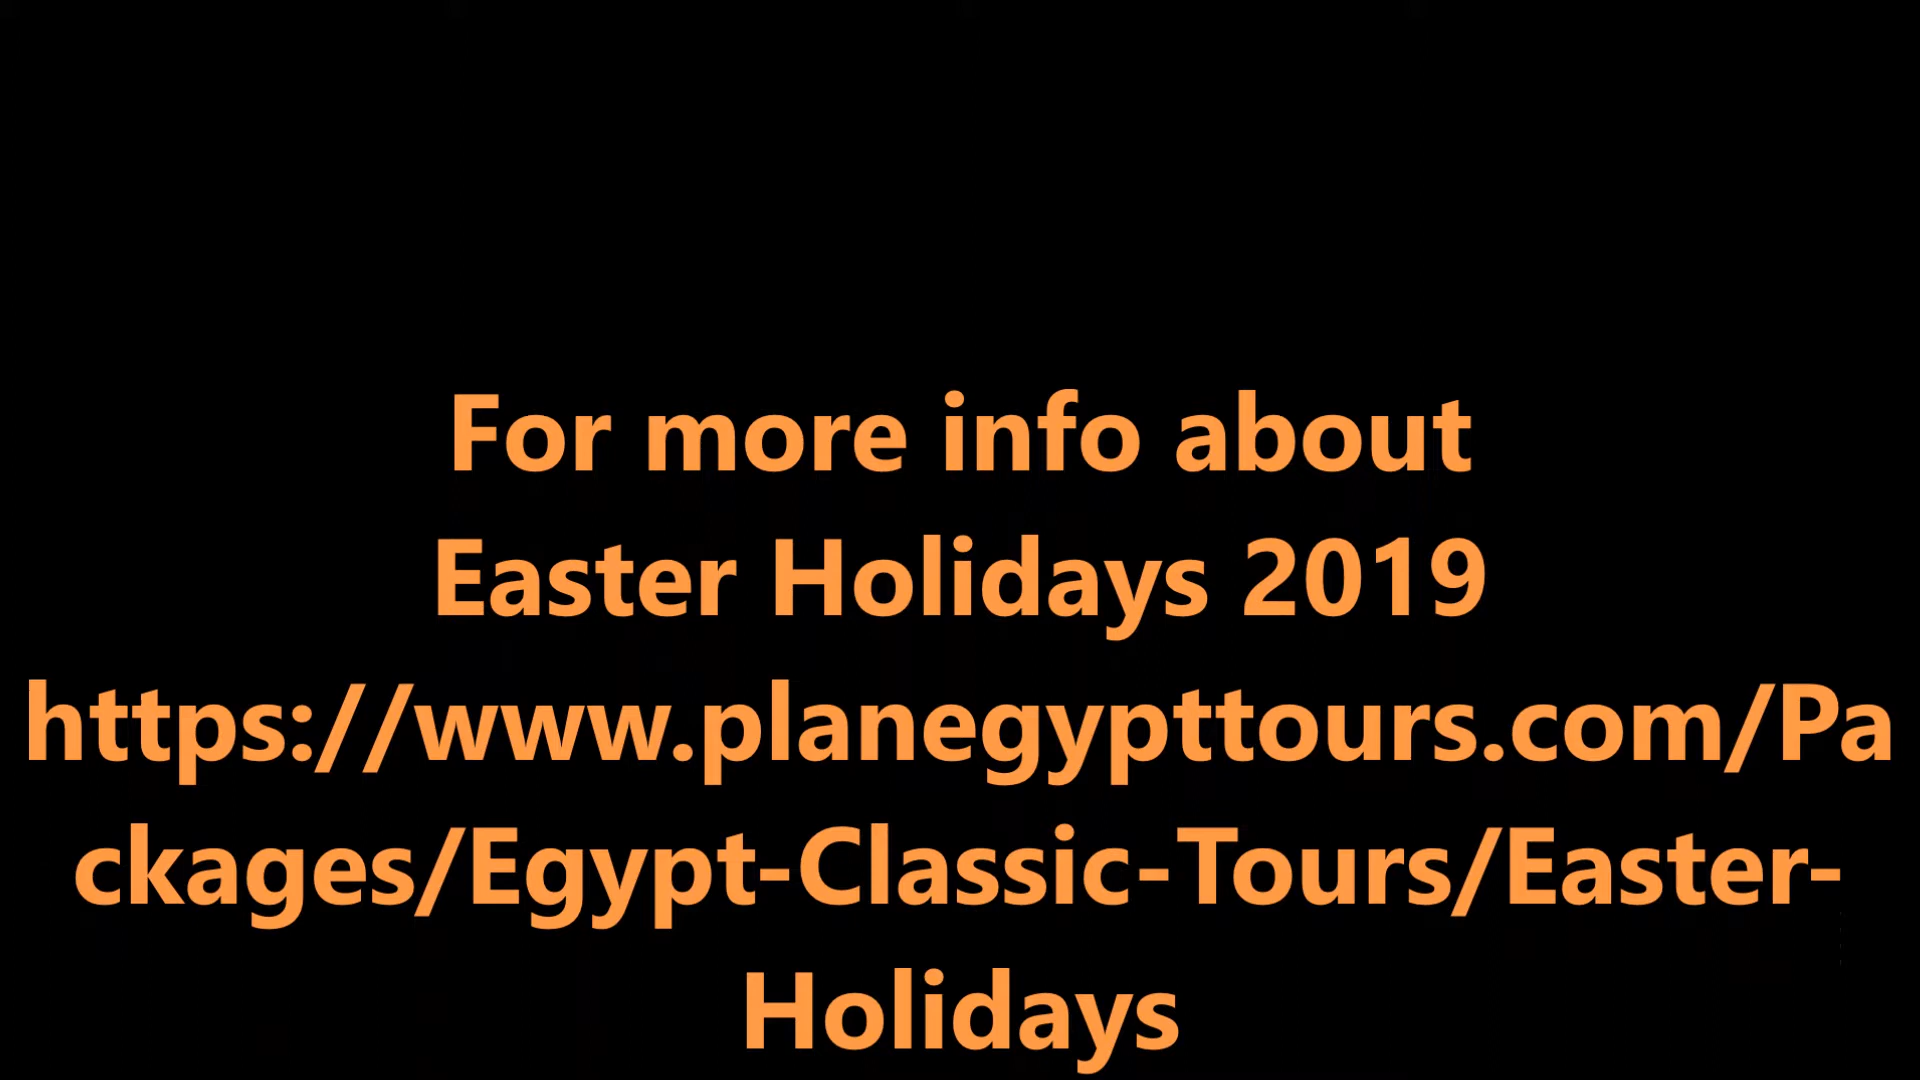 For more info about
Easter Holidays 2019
https://www.planegypttours.com/Pa
ckages/Egypt-Classic-Tours/Easter-
Holidays